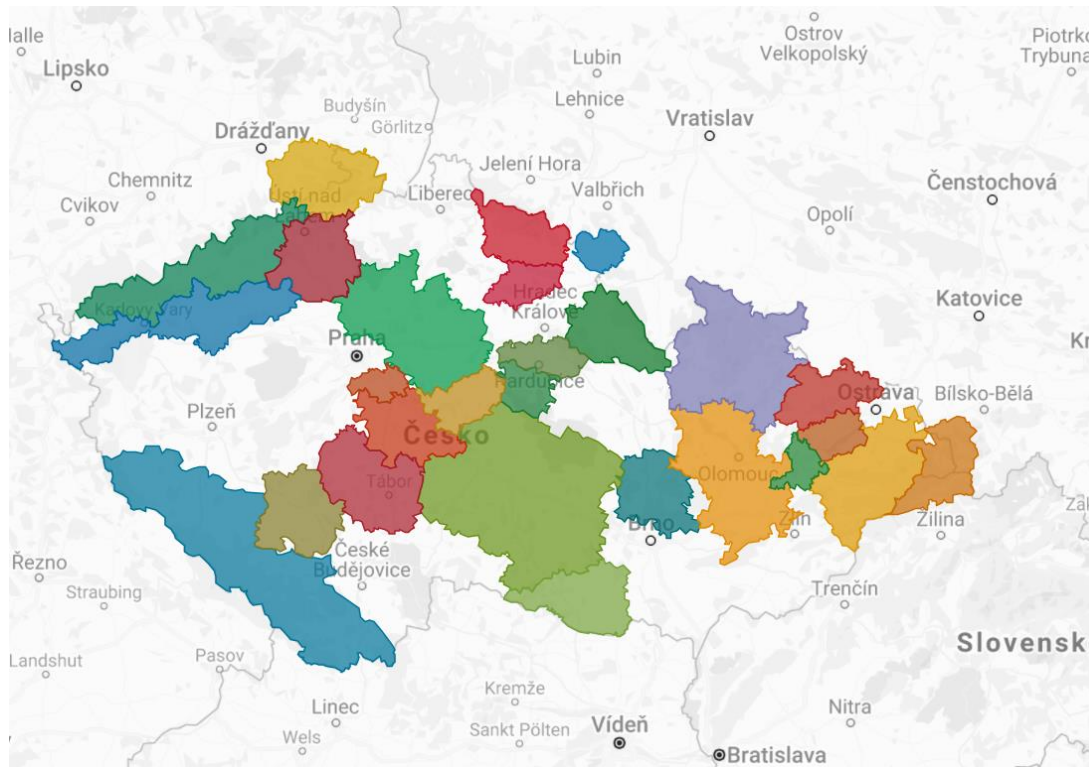 Ostrov
Velkopolský
Piotrko
Trybuna
alle
Lipsko
Lubin
Budyšín
Lehnice
Görlitz
Drážďany
Vratislav
Jelení Hora
Chemnitz
Liberec
Valbřich
Čenstochová
Cvikov
Ústí nad
Opolí
Katovice
Karlovy Vary
Hradec
Králové
Kr
Praha
Pardubice
Ostrava
Bílsko-Bělá
Plzeň
Česko
Olomouc
Tábor
Brno
Zlín
Žilina
České
Budějovice
Řezno
Straubing
Trenčín
Landshut
Pasov
Slovensk
Kremže
Linec
Nitra
Wels
Sankt Pölten
Vídeň
Bratislava